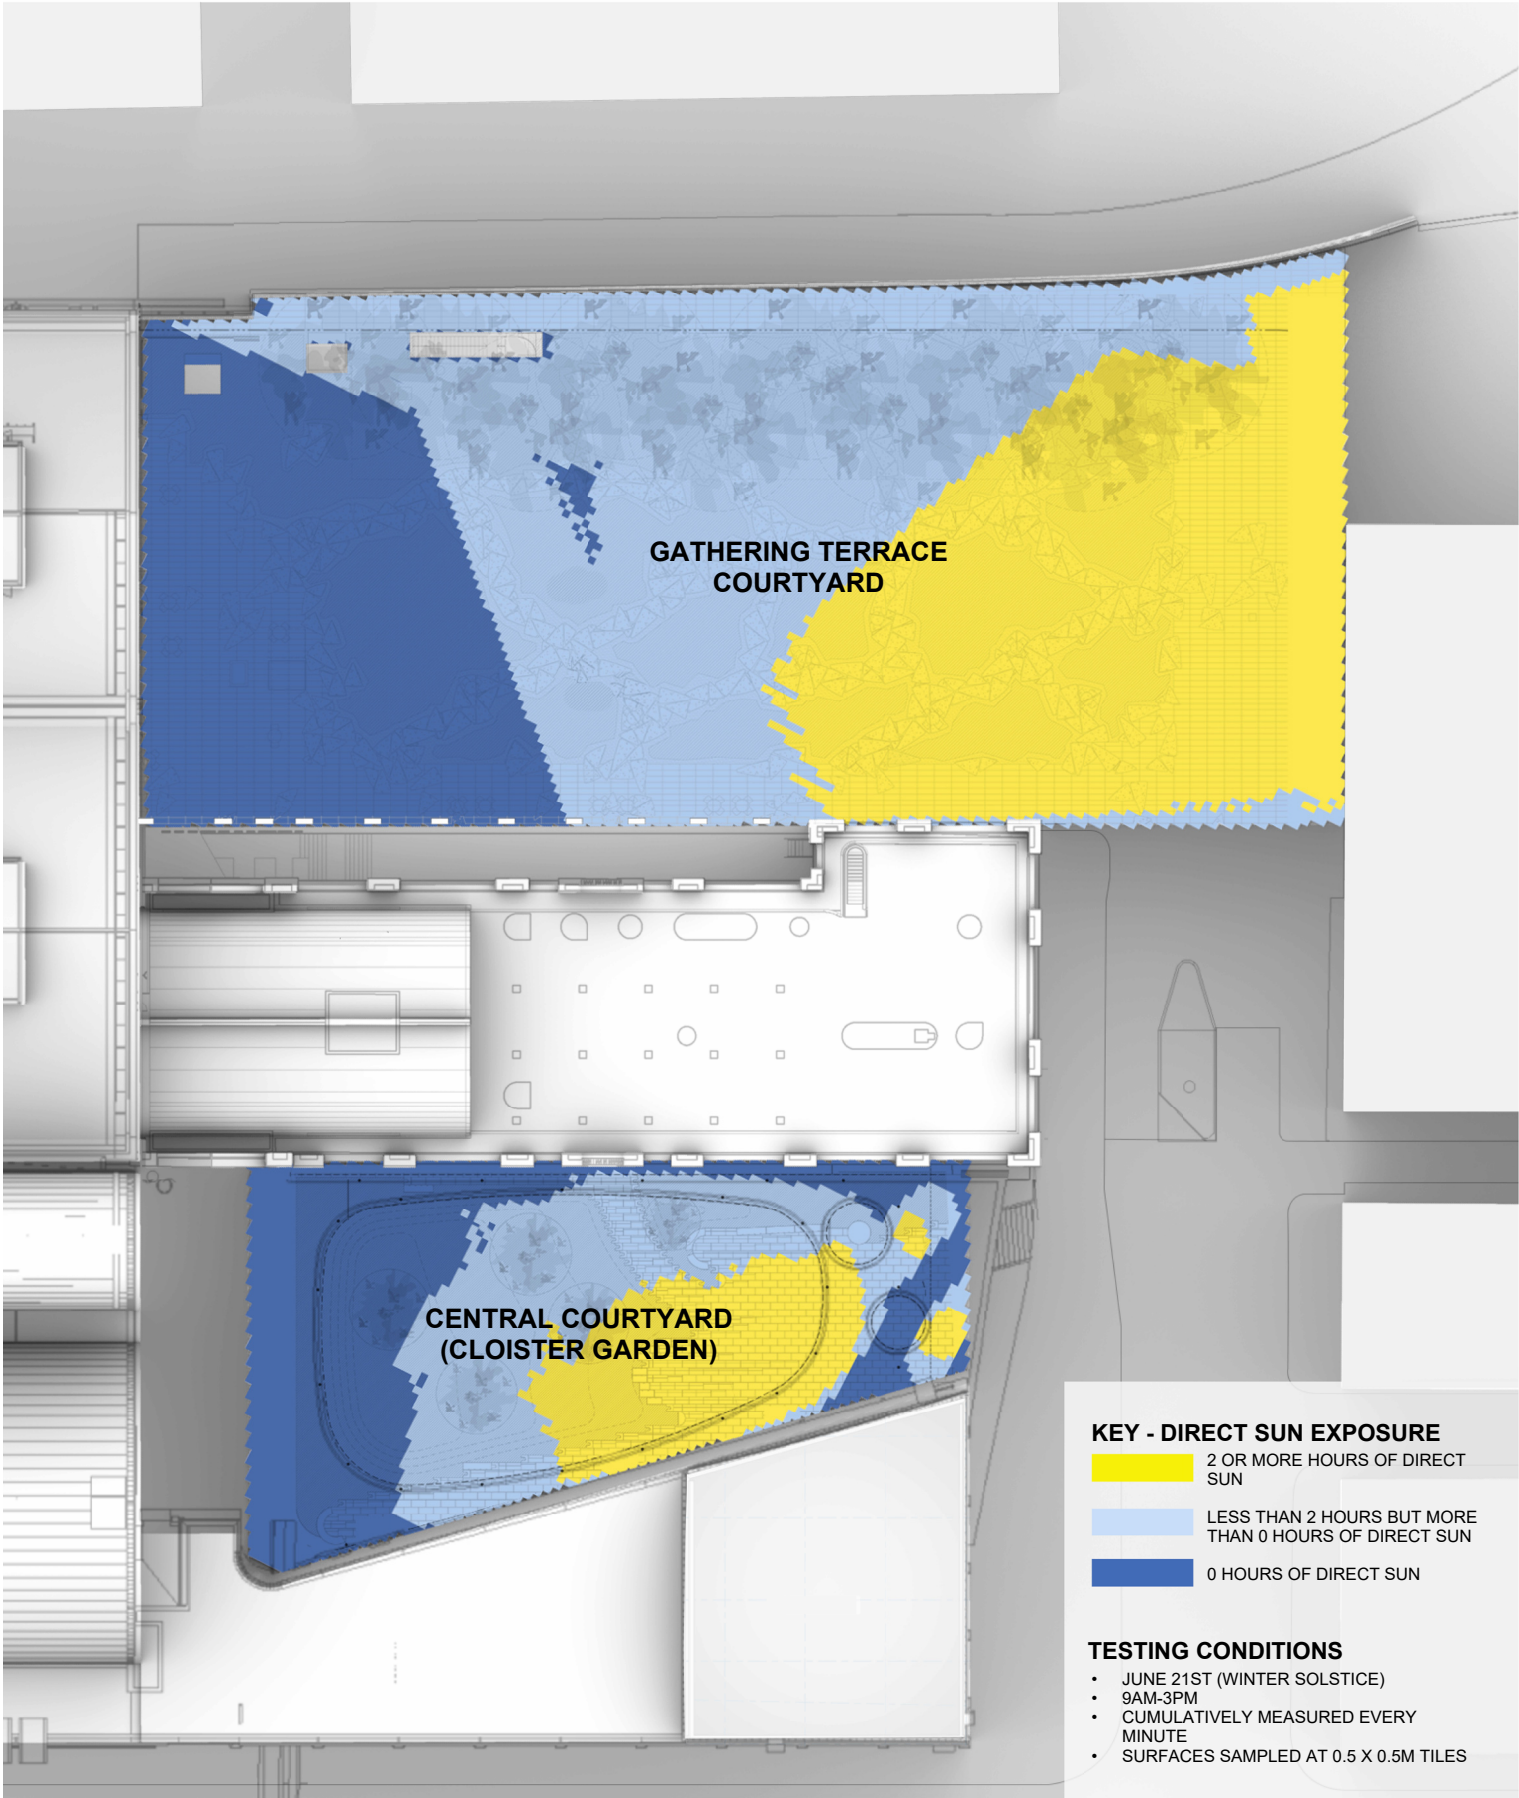 GATHERING TERRACE
COURTYARD
CENTRAL COURTYARD
(CLOISTER GARDEN)
KEY - DIRECT SUN EXPOSURE
2 OR MORE HOURS OF DIRECT
SUN
LESS THAN 2 HOURS BUT MORE
THAN 0 HOURS OF DIRECT SUN
0 HOURS OF DIRECT SUN
TESTING CONDITIONS
• JUNE 21ST (WINTER SOLSTICE)
• 9AM-3PM
• CUMULATIVELY MEASURED EVERY
MINUTE
• SURFACES SAMPLED AT 0.5 X 0.5M TILES